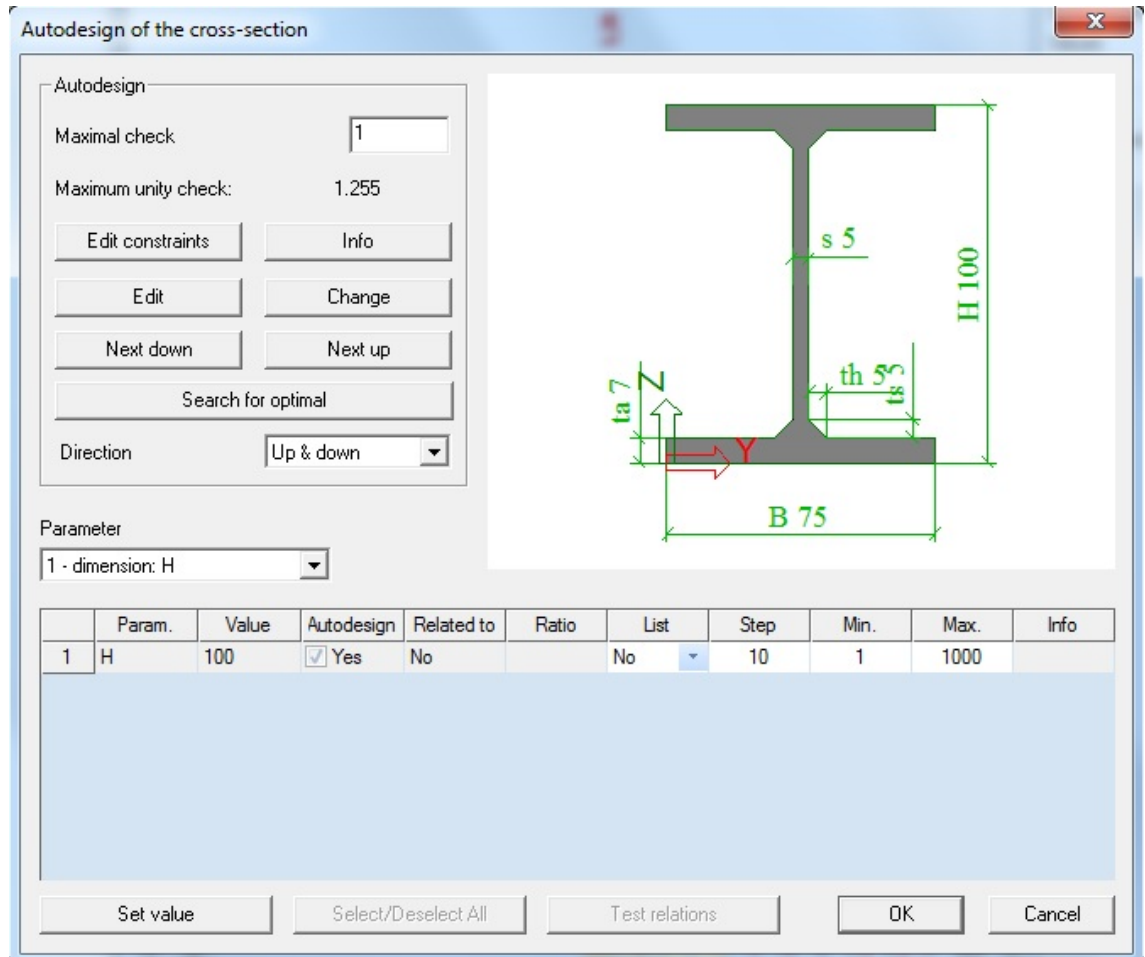 Autodesign of the cross-section
x
Autodesign
Maximal check 1
Maximum unity check: 1.255
Edit constraints Info
Edit Change
Next down Next up
Search for optimal
Direction Up & down
s 5
H 100
th 5
ts 5
ta 7
Z
Y
B 75
Parameter
1 - dimension: H
Param. Value Autodesign Related to Ratio List Step Min. Max. Info
1 H 100 Yes No No 10 1 1000
Set value Select/Deselect All Test relations OK Cancel